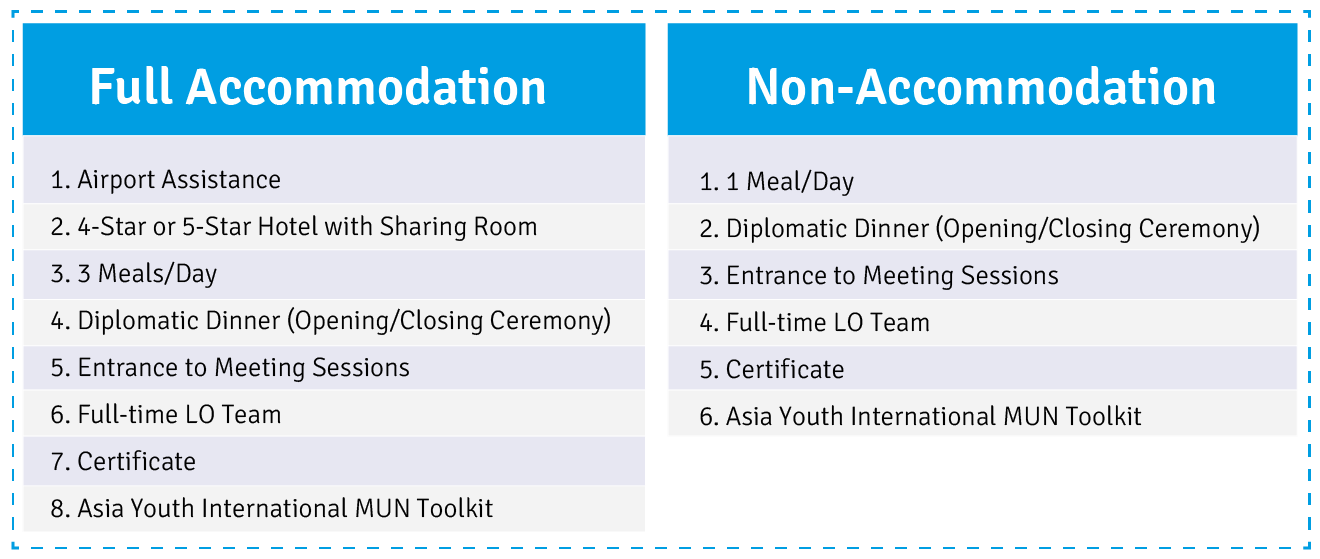 Full Accommodation
1. Airport Assistance
2. 4-Star or 5-Star Hotel with Sharing Room
3. 3 Meals/Day
4. Diplomatic Dinner (Opening/Closing Ceremony)
5. Entrance to Meeting Sessions
6. Full-time LO Team
7. Certificate
8. Asia Youth International MUN Toolkit
Non-Accommodation
1. 1 Meal/Day
2. Diplomatic Dinner (Opening/Closing Ceremony)
3. Entrance to Meeting Sessions
4. Full-time LO Team
5. Certificate
6. Asia Youth International MUN Toolkit